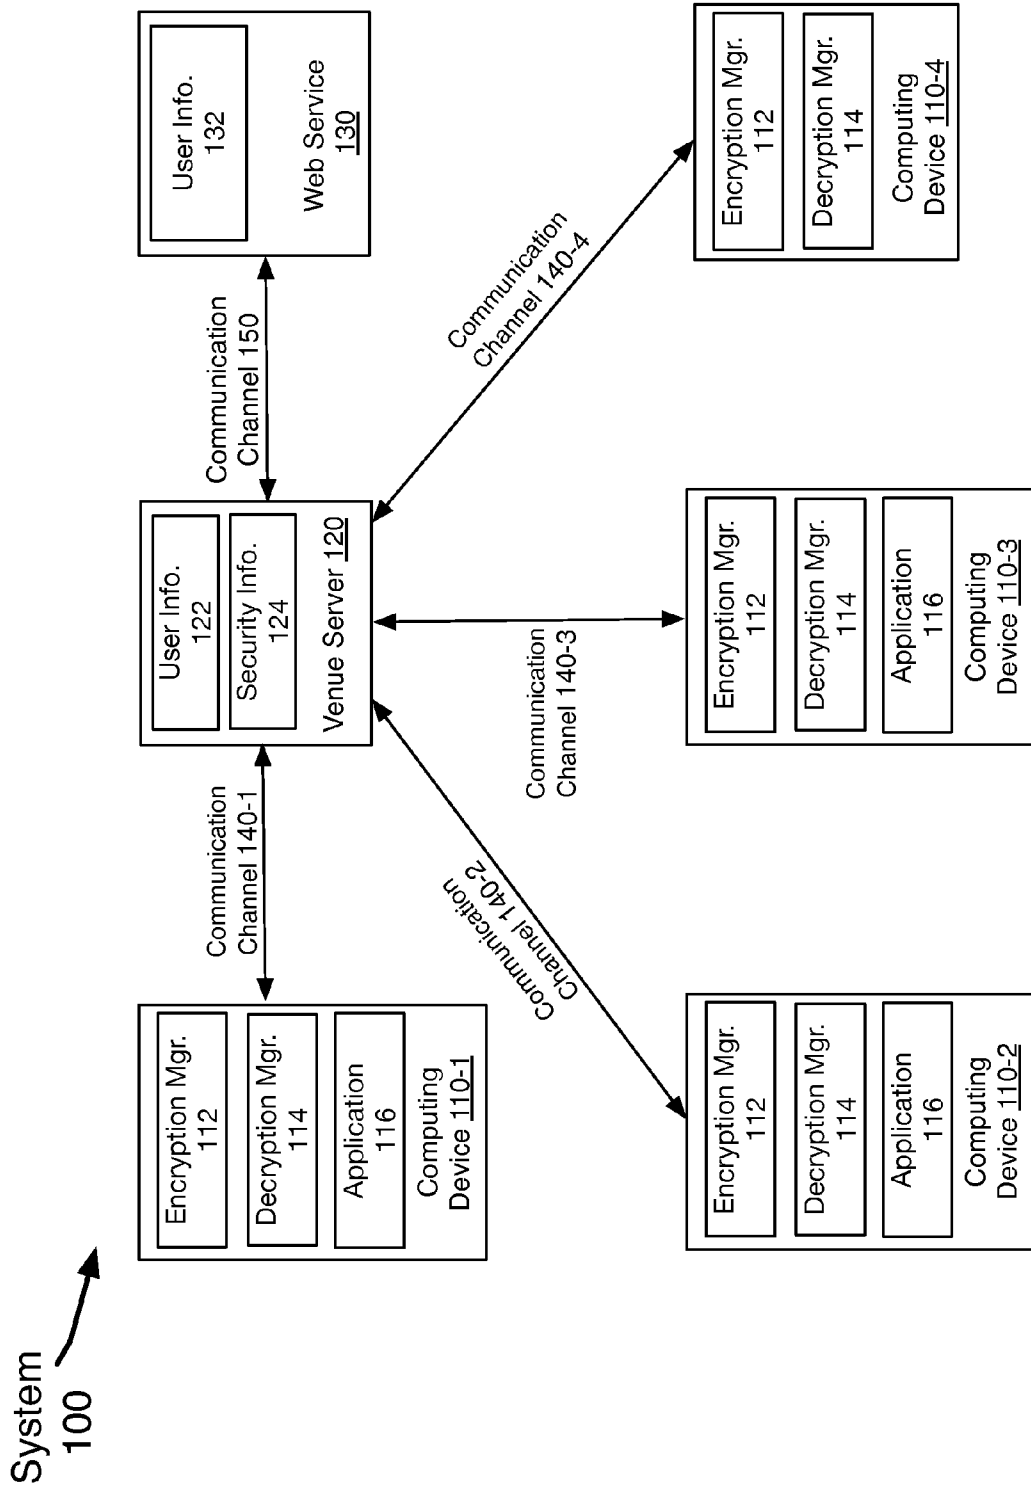 System
100
Encryption Mgr.
112
Decryption Mgr.
114
Application
116
Computing
Device 110-1
Communication
Channel 140-1
User Info.
122
Security Info.
124
Venue Server 120
Communication
Channel 150
User Info.
132
Web Service
130
Communication
Channel 140-2
Communication
Channel 140-3
Communication
Channel 140-4
Encryption Mgr.
112
Decryption Mgr.
114
Application
116
Computing
Device 110-2
Encryption Mgr.
112
Decryption Mgr.
114
Application
116
Computing
Device 110-3
Encryption Mgr.
112
Decryption Mgr.
114
Computing
Device 110-4